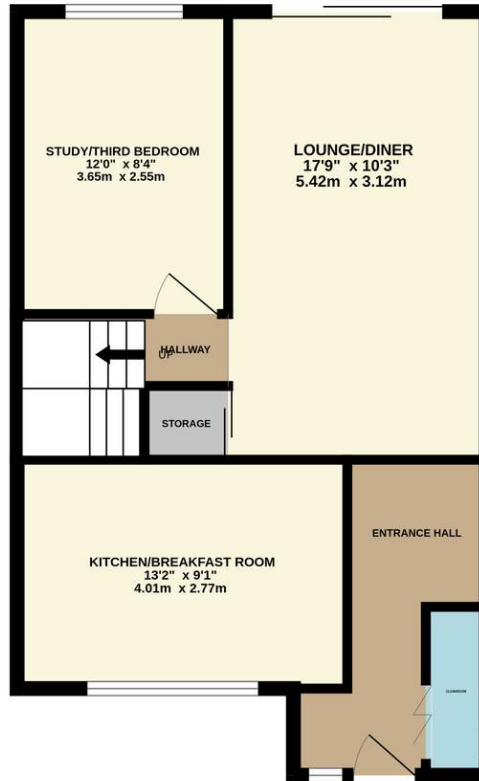 STUDY/THIRD BEDROOM
12'0" x 8'4"
3.65m x 2.55m
LOUNGE/DINER
17'9" x 10'3"
5.42m x 3.12m
HALLWAY
UP
STORAGE
ENTRANCE HALL
KITCHEN/BREAKFAST ROOM
13'2" x 9'1"
4.01m x 2.77m
CLOAKROOM